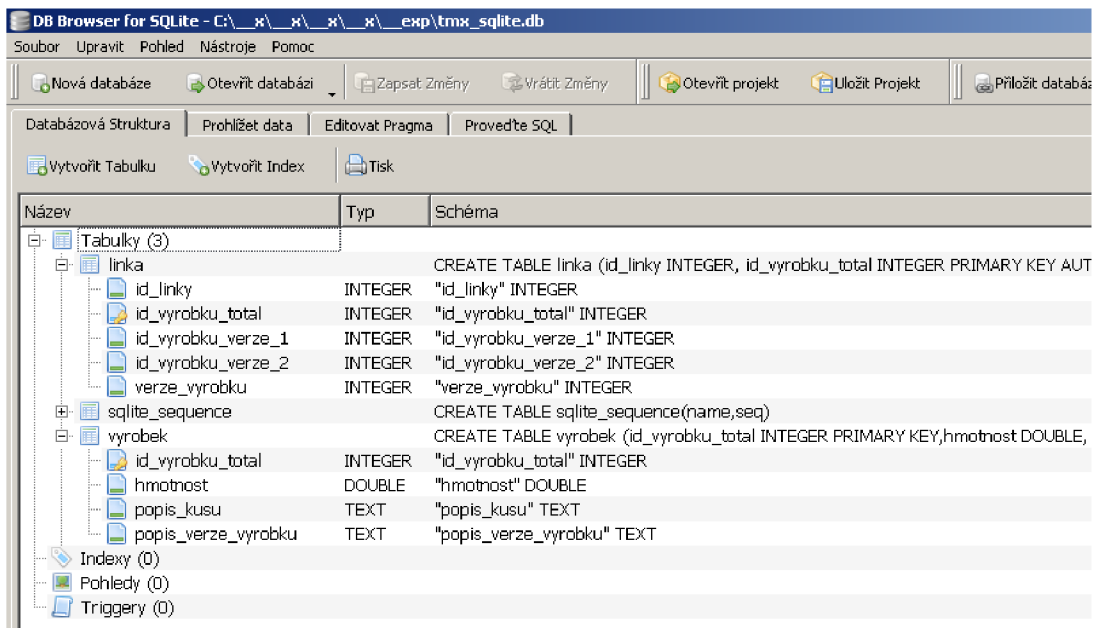 DB Browser for SQLite - C:\__x\__x\__x\__x\__exp\tmx_sqlite.db
Soubor Upravit Pohled Nástroje Pomoc
Nová databáze Otevřít databázi Zapsat Změny Vrátit Změny Otevřít projekt Uložit Projekt Přiložit databáz
Databázová Struktura Prohlížet data Editovat Pragma Proveďte SQL
Vytvořit Tabulku Vytvořit Index Tisk
Název Typ Schéma
Tabulky (3)
linka CREATE TABLE linka (id_linky INTEGER, id_vyrobku_total INTEGER PRIMARY KEY AUT
id_linky INTEGER "id_linky" INTEGER
id_vyrobku_total INTEGER "id_vyrobku_total" INTEGER
id_vyrobku_verze_1 INTEGER "id_vyrobku_verze_1" INTEGER
id_vyrobku_verze_2 INTEGER "id_vyrobku_verze_2" INTEGER
verze_vyrobku INTEGER "verze_vyrobku" INTEGER
sqlite_sequence CREATE TABLE sqlite_sequence(name,seq)
vyrobek CREATE TABLE vyrobek (id_vyrobku_total INTEGER PRIMARY KEY,hmotnost DOUBLE,
id_vyrobku_total INTEGER "id_vyrobku_total" INTEGER
hmotnost DOUBLE "hmotnost" DOUBLE
popis_kusu TEXT "popis_kusu" TEXT
popis_verze_vyrobku TEXT "popis_verze_vyrobku" TEXT
Indexy (0)
Pohledy (0)
Triggery (0)